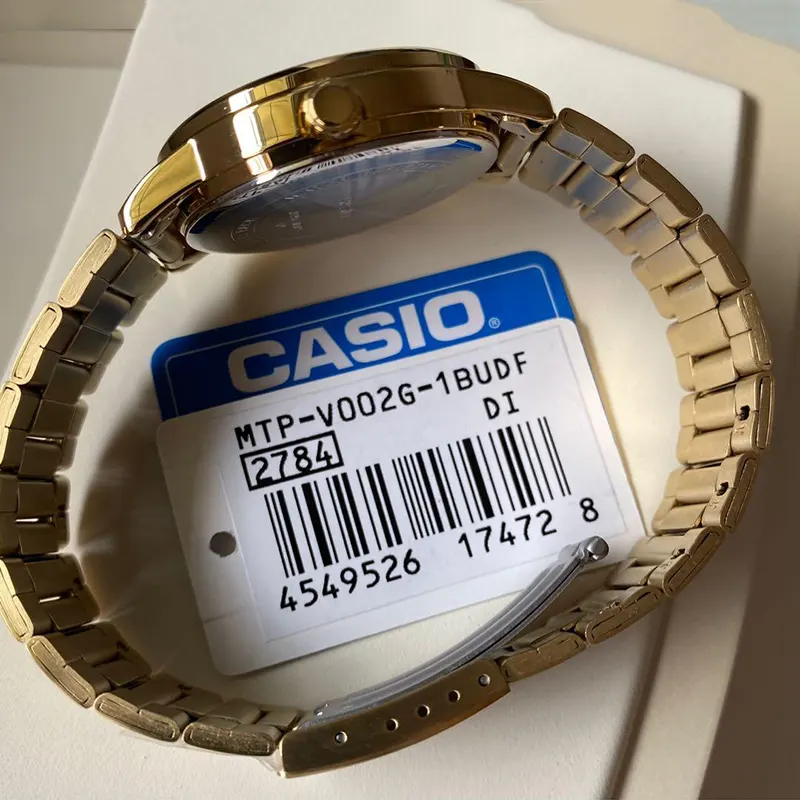 CASIO®
MTP-V002G-1BUDF
2784 DI
4549526 17472 8